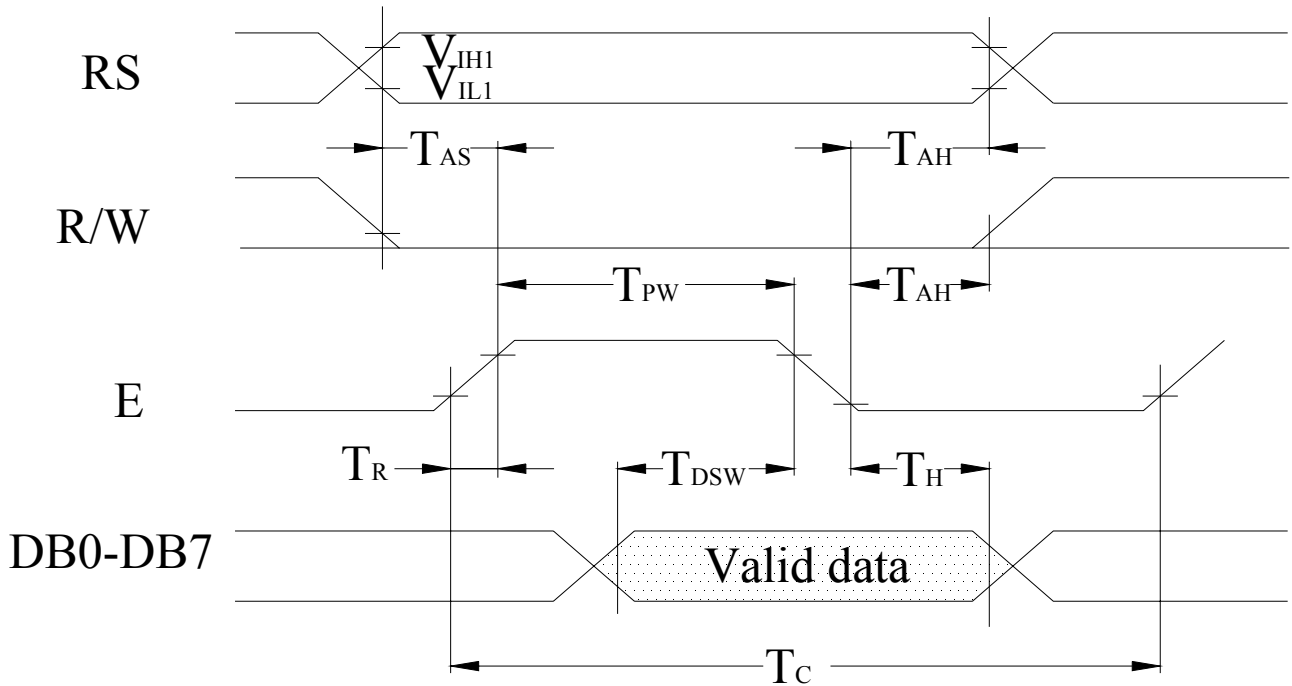 RS
VIH1
VIL1
TAS
TAH
R/W
TPW
TAH
E
TR
TDSW
TH
DB0-DB7
Valid data
TC